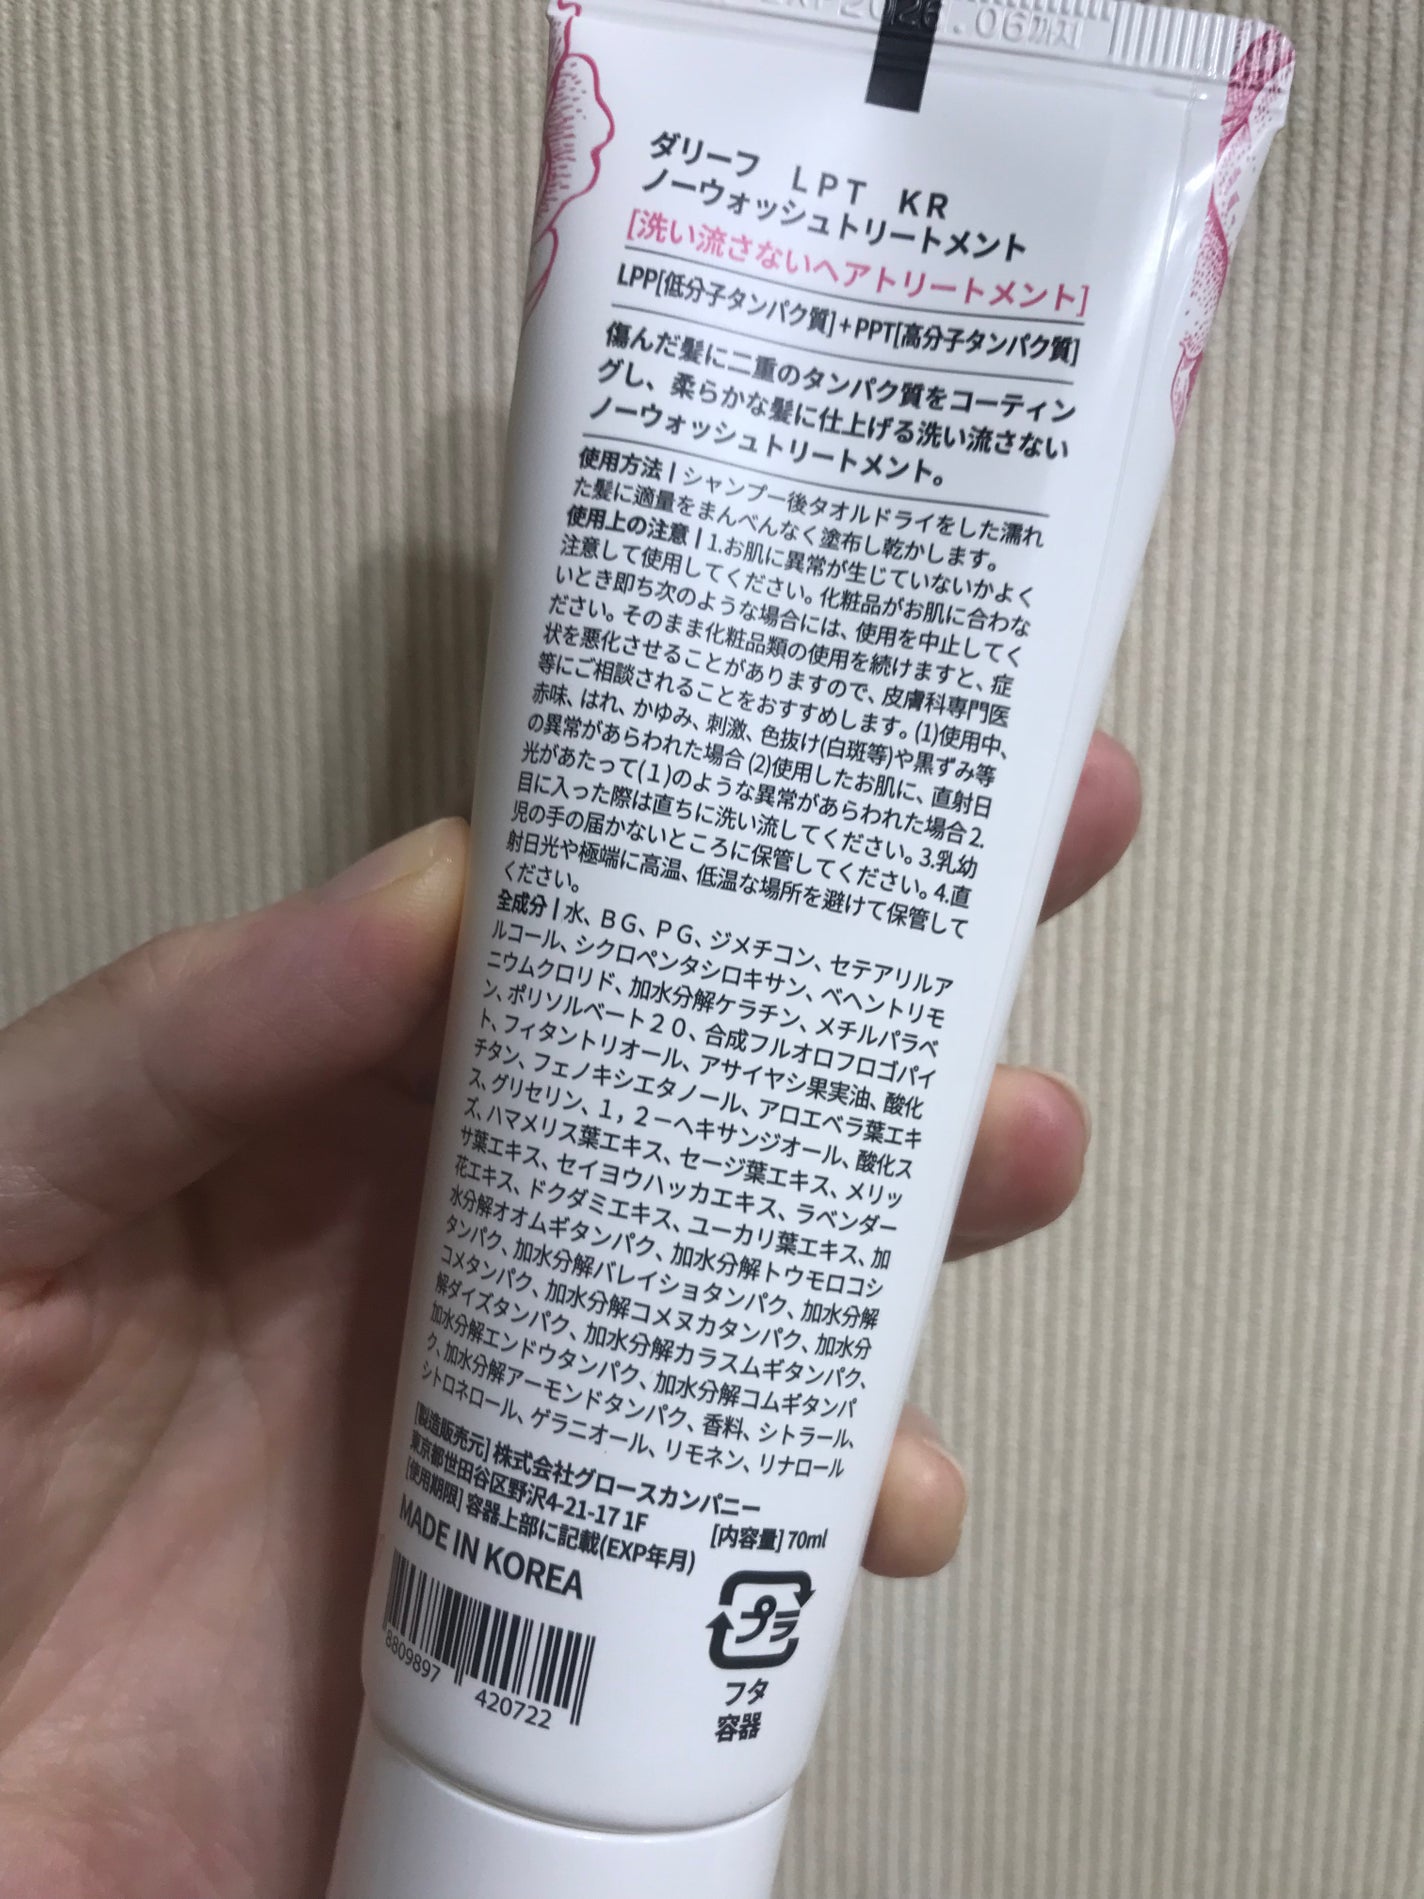 2026.06까지
ダリーフ LPT KR
ノーウォッシュトリートメント
[洗い流さないヘアトリートメント]
LPP[低分子タンパク質]+PPT[高分子タンパク質]
傷んだ髪に二重のタンパク質をコーティン
グし、柔らかな髪に仕上げる洗い流さない
ノーウォッシュトリートメント。
使用方法 | シャンプー後タオルドライをした濡れ
た髪に適量をまんべんなく塗布し乾かします。
使用上の注意 | 1.お肌に異常が生じていないかよく
注意して使用してください。化粧品がお肌に合わな
いとき即ち次のような場合には、使用を中止してく
ださい。そのまま化粧品類の使用を続けますと、症
状を悪化させることがありますので、皮膚科専門医
等にご相談されることをおすすめします。(1)使用中、
赤味、はれ、かゆみ、刺激、色抜け(白斑等)や黒ずみ等
の異常があらわれた場合 (2)使用したお肌に、直射日
光があたって(1)のような異常があらわれた場合 2.
目に入った際は直ちに洗い流してください。3.乳幼
児の手の届かないところに保管してください。4.直
射日光や極端に高温、低温な場所を避けて保管して
ください。
全成分 | 水、BG、PG、ジメチコン、セテアリルア
ルコール、シクロペンタシロキサン、ベヘントリモ
ニウムクロリド、加水分解ケラチン、メチルパラベ
ン、ポリソルベート20、合成フルオロフロゴパイ
ト、フィタントリオール、アサイヤシ果実油、酸化
チタン、フェノキシエタノール、アロエベラ葉エキ
ス、グリセリン、1,2-ヘキサンジオール、酸化ス
ズ、ハマメリス葉エキス、セージ葉エキス、メリッ
サ葉エキス、セイヨウハッカエキス、ラベンダー
花エキス、ドクダミエキス、ユーカリ葉エキス、加
水分解オオムギタンパク、加水分解トウモロコシ
タンパク、加水分解バレイショタンパク、加水分解
コメタンパク、加水分解コメヌカタンパク、加水分
解ダイズタンパク、加水分解カラスムギタンパク、
加水分解エンドウタンパク、加水分解コムギタンパ
ク、加水分解アーモンドタンパク、香料、シトラール、
シトロネロール、ゲラニオール、リモネン、リナロール
[製造販売元] 株式会社グロースカンパニー
東京都世田谷区野沢4-21-17 1F
[使用期限] 容器上部に記載(EXP年月)
[内容量] 70ml
MADE IN KOREA
プラ
フタ
容器
8809897 420722